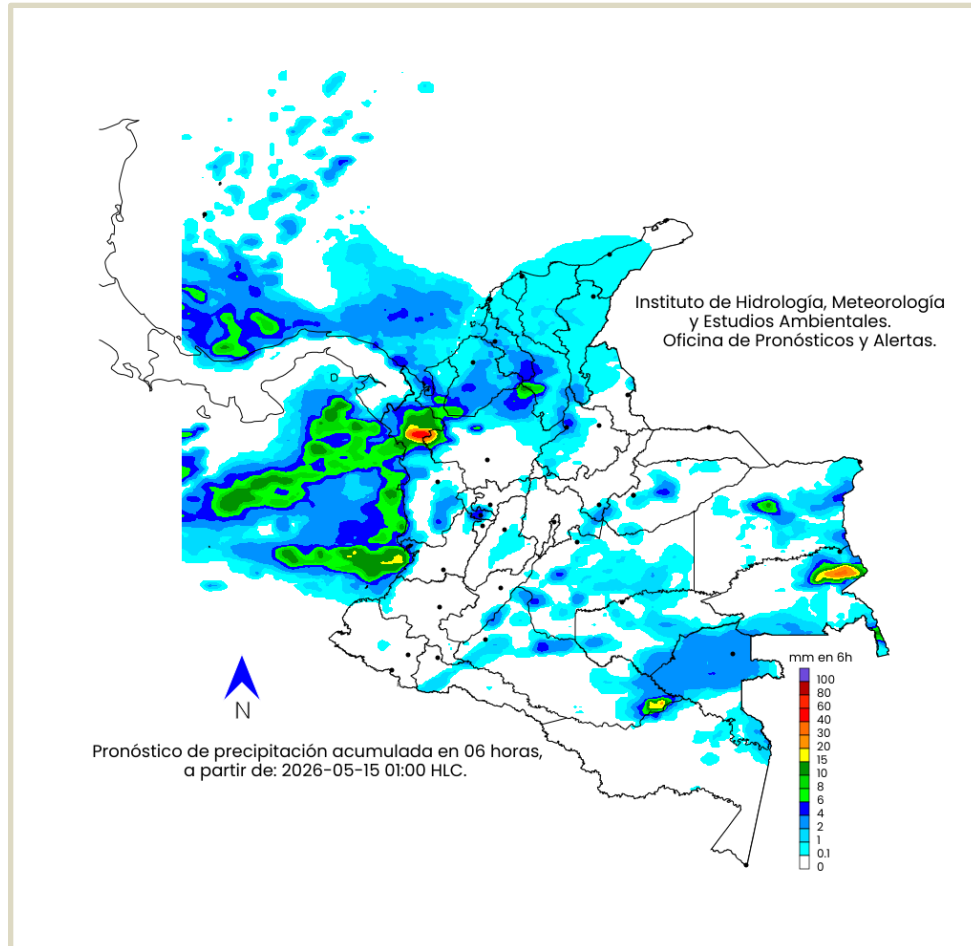 Instituto de Hidrología, Meteorología
y Estudios Ambientales.
Oficina de Pronósticos y Alertas.
mm en 6h
100
80
60
40
30
20
15
10
8
6
4
2
1
0.1
0
N
Pronóstico de precipitación acumulada en 06 horas,
a partir de: 2026-05-15 01:00 HLC.